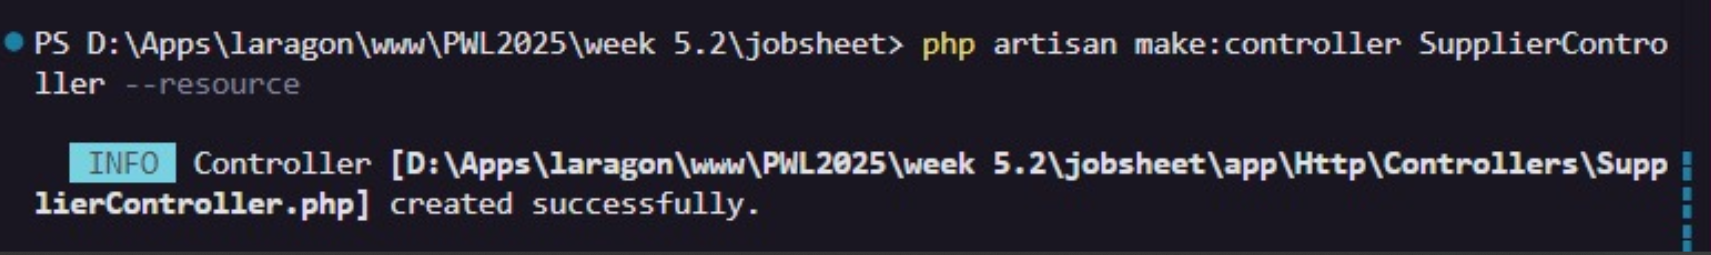 PS D:\Apps\laragon\www\PWL2025\week 5.2\jobsheet> php artisan make:controller SupplierContro
ller --resource
INFO Controller [D:\Apps\laragon\www\PWL2025\week 5.2\jobsheet\app\Http\Controllers\Supp
lierController.php] created successfully.